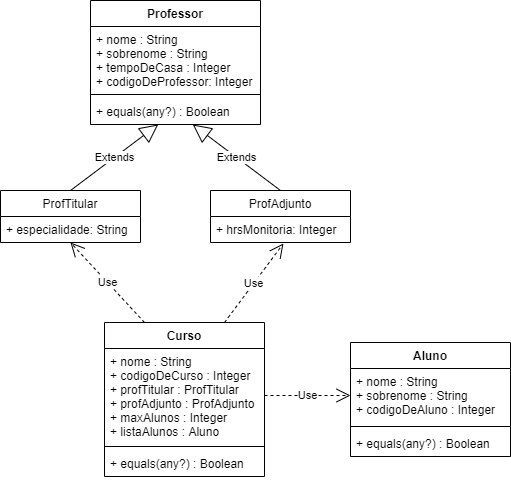 Professor
+ nome : String
+ sobrenome : String
+ tempoDeCasa : Integer
+ codigoDeProfessor: Integer
+ equals(any?) : Boolean
Extends
Extends
ProfTitular
+ especialidade: String
ProfAdjunto
+ hrsMonitoria: Integer
Use
Use
Curso
+ nome : String
+ codigoDeCurso : Integer
+ profTitular : ProfTitular
+ profAdjunto : ProfAdjunto
+ maxAlunos : Integer
+ listaAlunos : Aluno
+ equals(any?) : Boolean
Use
Aluno
+ nome : String
+ sobrenome : String
+ codigoDeAluno : Integer
+ equals(any?) : Boolean